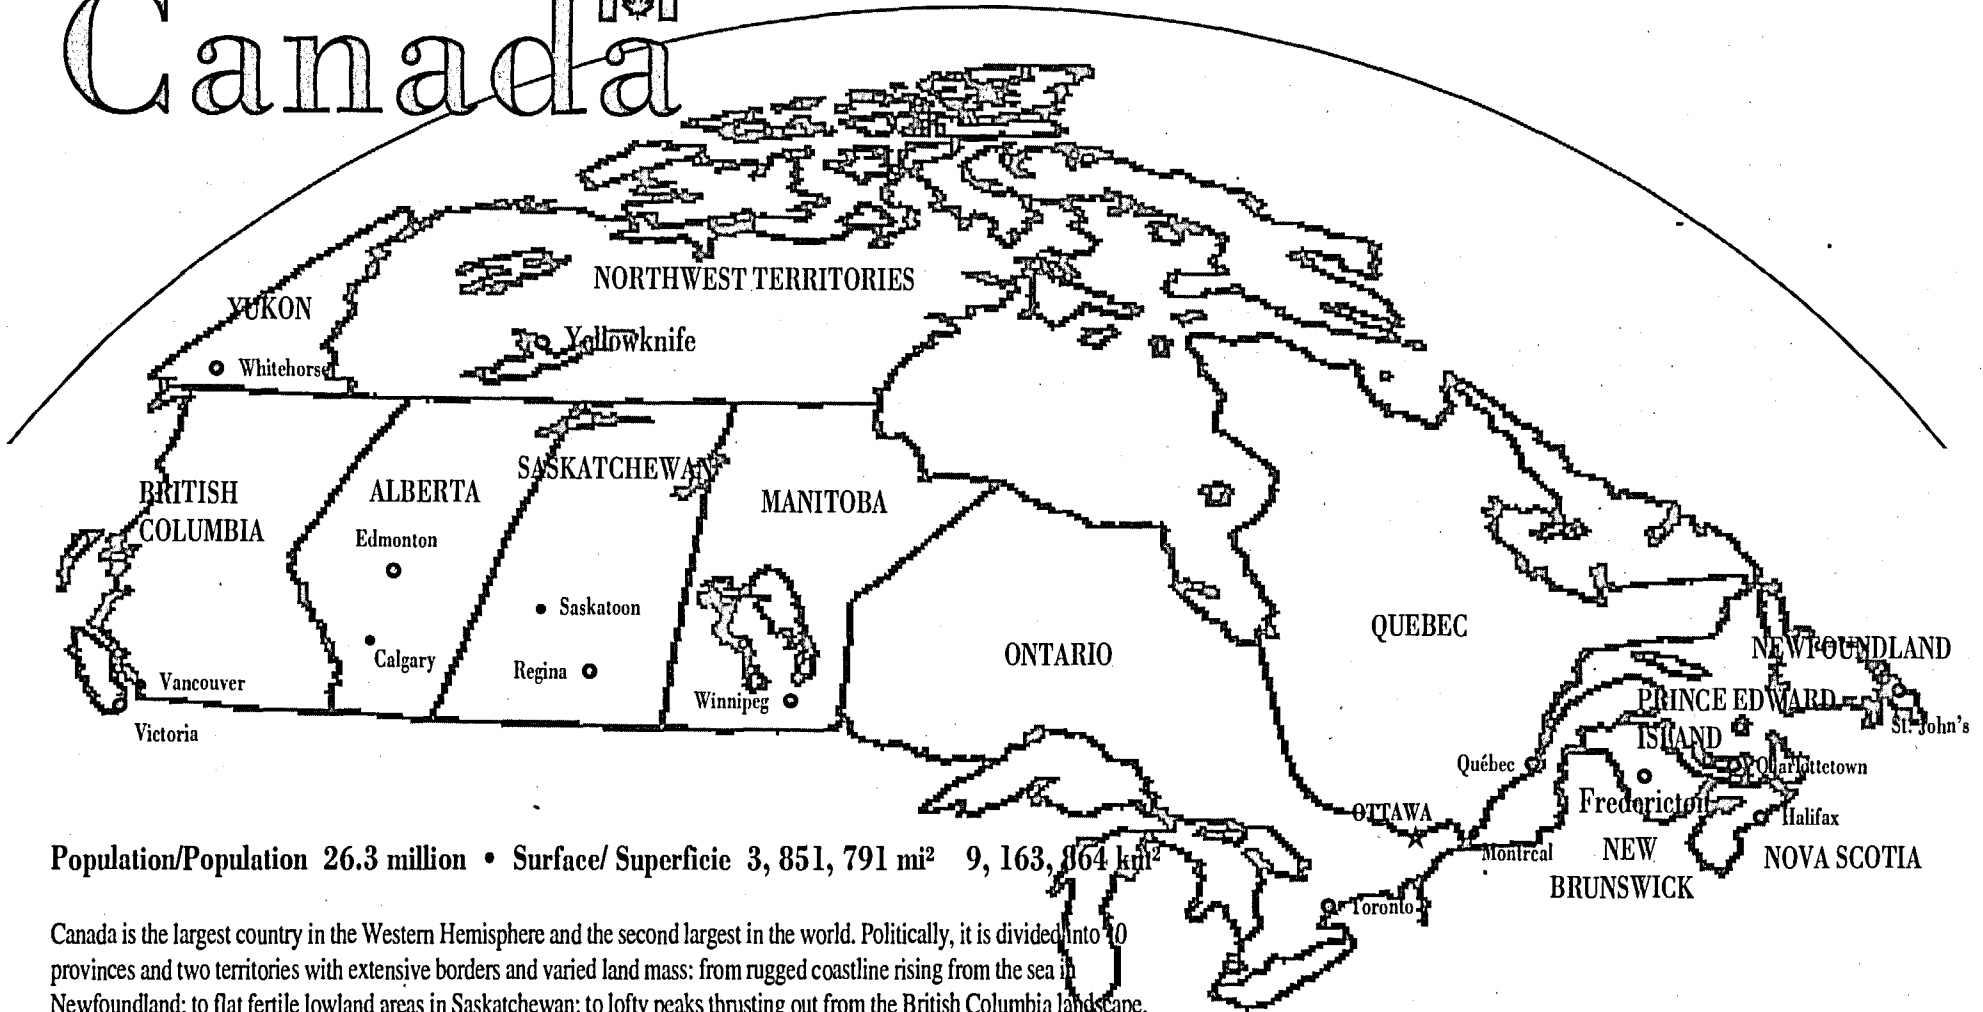 Canada
NORTHWEST TERRITORIES
YUKON
Yellowknife
Whitehorse
SASKATCHEWAN
BRITISH
COLUMBIA
ALBERTA
MANITOBA
Edmonton
Saskatoon
QUEBEC
Calgary
Regina
ONTARIO
NEWFOUNDLAND
Vancouver
Winnipeg
PRINCE EDWARD
ISLAND
Victoria
St. John's
Québec
Charlottetown
Fredericton
OTTAWA
Halifax
Montreal
NEW
BRUNSWICK
NOVA SCOTIA
Toronto
Population/Population 26.3 million • Surface/ Superficie 3, 851, 791 mi² 9, 163, 864 km²
Canada is the largest country in the Western Hemisphere and the second largest in the world. Politically, it is divided into 10
provinces and two territories with extensive borders and varied land mass: from rugged coastline rising from the sea in
Newfoundland; to flat fertile lowland areas in Saskatchewan; to lofty peaks thrusting out from the British Columbia landscape.